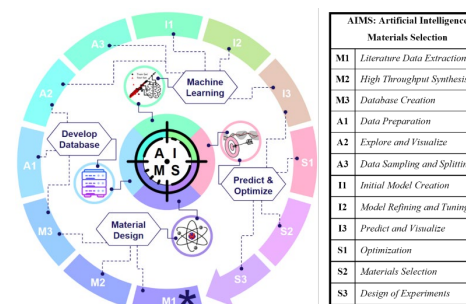 I1
A3
I2
A2
Machine
Learning
I3
Develop
Database
A I
M S
A1
S1
Predict &
Optimize
Material
Design
M3
S2
M2
S3
M1 *
AIMS: Artificial Intelligence
Materials Selection
M1 Literature Data Extraction
M2 High Throughput Synthesis
M3 Database Creation
A1 Data Preparation
A2 Explore and Visualize
A3 Data Sampling and Splittin
I1 Initial Model Creation
I2 Model Refining and Tuning
I3 Predict and Visualize
S1 Optimization
S2 Materials Selection
S3 Design of Experiments